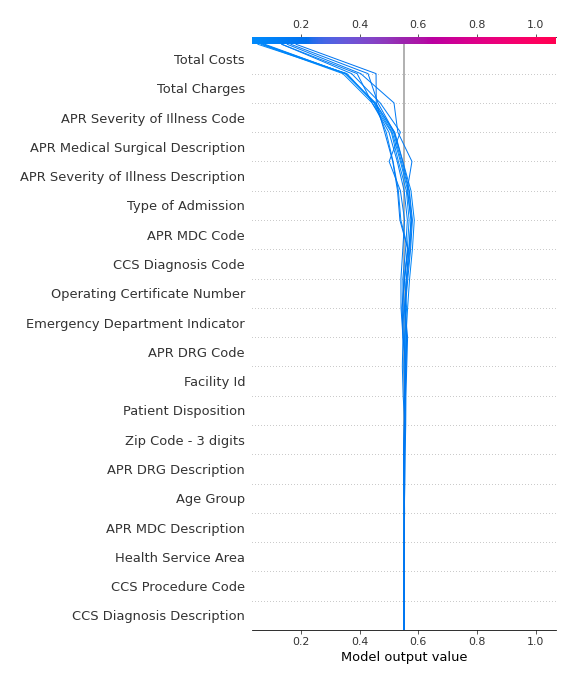 0.2 0.4 0.6 0.8 1.0
Total Costs
Total Charges
APR Severity of Illness Code
APR Medical Surgical Description
APR Severity of Illness Description
Type of Admission
APR MDC Code
CCS Diagnosis Code
Operating Certificate Number
Emergency Department Indicator
APR DRG Code
Facility Id
Patient Disposition
Zip Code - 3 digits
APR DRG Description
Age Group
APR MDC Description
Health Service Area
CCS Procedure Code
CCS Diagnosis Description
0.2 0.4 0.6 0.8 1.0
Model output value